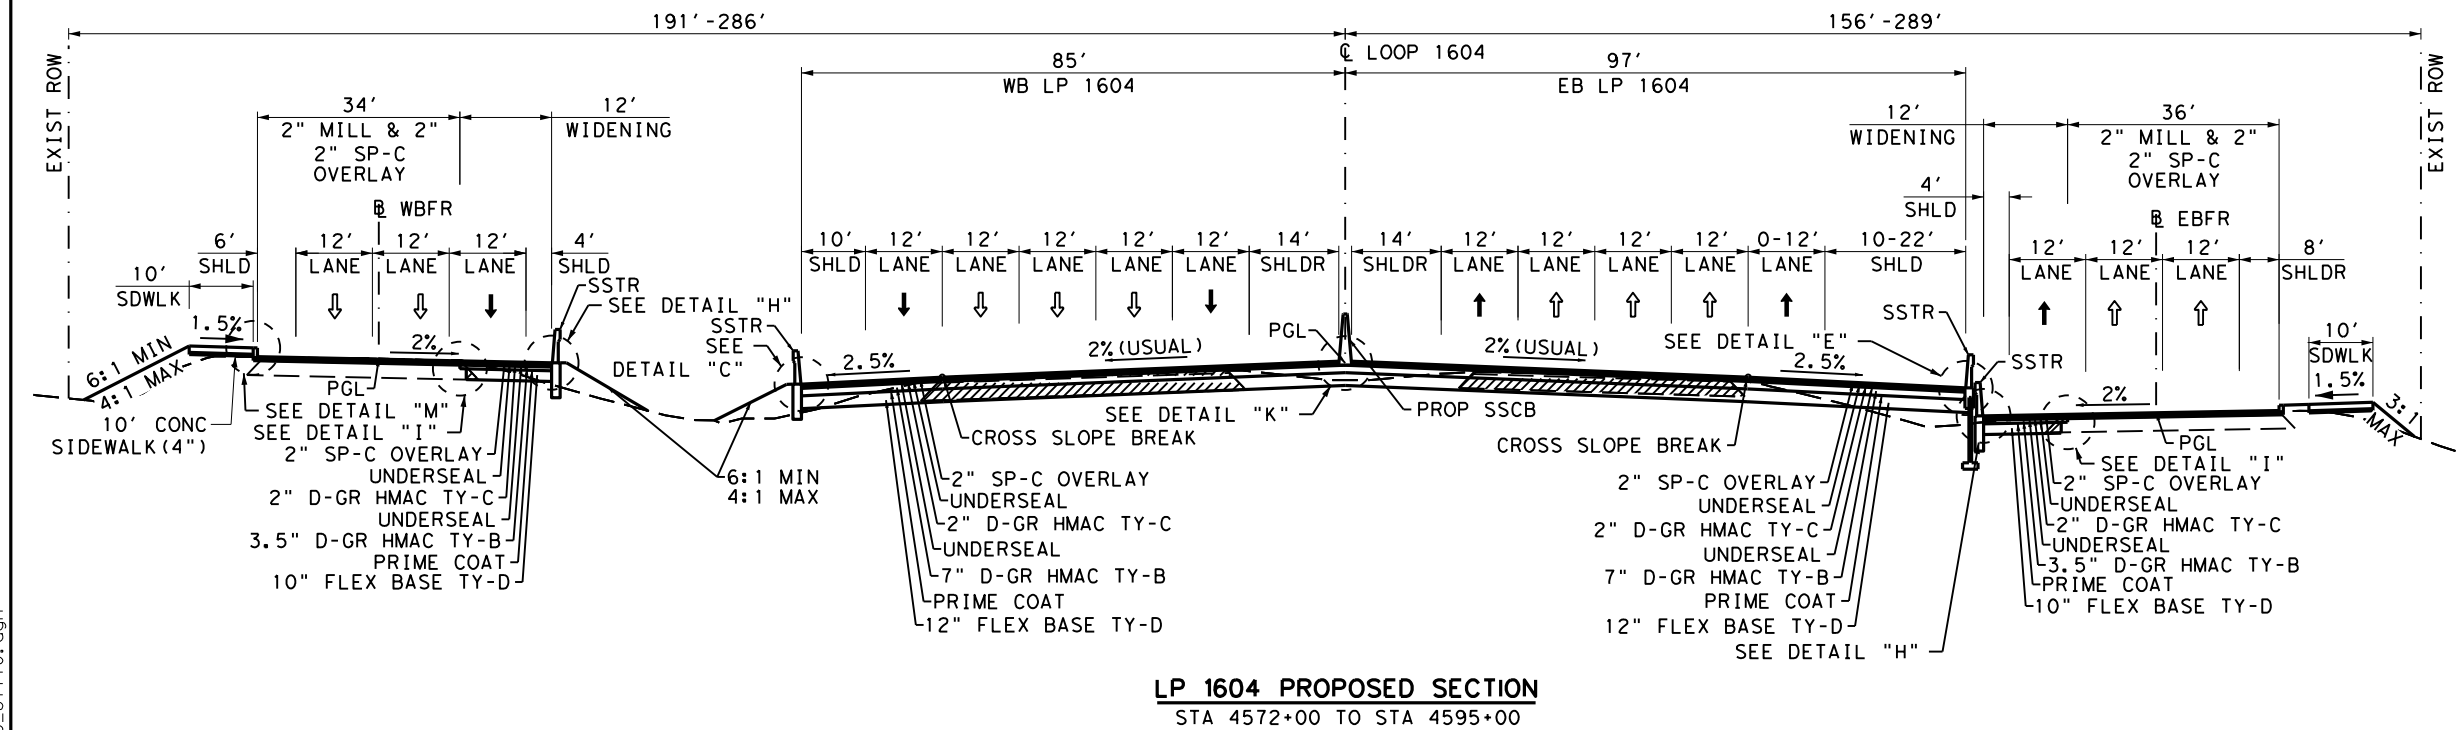 191'-286'
156'-289'
℄ LOOP 1604
EXIST ROW
EXIST ROW
85'
WB LP 1604
97'
EB LP 1604
34'
2" MILL & 2"
2" SP-C
OVERLAY
12'
WIDENING
12'
WIDENING
36'
2" MILL & 2"
2" SP-C
OVERLAY
4'
SHLD
BL WBFR
BL EBFR
6'
SHLD
12'
LANE
12'
LANE
12'
LANE
4'
SHLD
10'
SHLD
12'
LANE
12'
LANE
12'
LANE
12'
LANE
12'
LANE
14'
SHLDR
14'
SHLDR
12'
LANE
12'
LANE
12'
LANE
12'
LANE
0-12'
LANE
10-22'
SHLD
12'
LANE
12'
LANE
12'
LANE
8'
SHLDR
10'
SDWLK
10'
SDWLK
SSTR
SEE DETAIL "H"
SSTR
SEE
DETAIL "C"
PGL
SEE DETAIL "E"
SSTR
SSTR
1.5%
2%
2.5%
2%(USUAL)
2%(USUAL)
2.5%
2%
1.5%
6:1 MIN
4:1 MAX
3:1
MAX
PGL
SEE DETAIL "M"
10' CONC
SIDEWALK(4")
SEE DETAIL "I"
2" SP-C OVERLAY
UNDERSEAL
2" D-GR HMAC TY-C
UNDERSEAL
3.5" D-GR HMAC TY-B
PRIME COAT
10" FLEX BASE TY-D
6:1 MIN
4:1 MAX
CROSS SLOPE BREAK
2" SP-C OVERLAY
UNDERSEAL
2" D-GR HMAC TY-C
UNDERSEAL
7" D-GR HMAC TY-B
PRIME COAT
12" FLEX BASE TY-D
SEE DETAIL "K"
PROP SSCB
CROSS SLOPE BREAK
2" SP-C OVERLAY
UNDERSEAL
2" D-GR HMAC TY-C
UNDERSEAL
7" D-GR HMAC TY-B
PRIME COAT
12" FLEX BASE TY-D
SEE DETAIL "H"
PGL
SEE DETAIL "I"
2" SP-C OVERLAY
UNDERSEAL
2" D-GR HMAC TY-C
UNDERSEAL
3.5" D-GR HMAC TY-B
PRIME COAT
10" FLEX BASE TY-D
LP 1604 PROPOSED SECTION
STA 4572+00 TO STA 4595+00